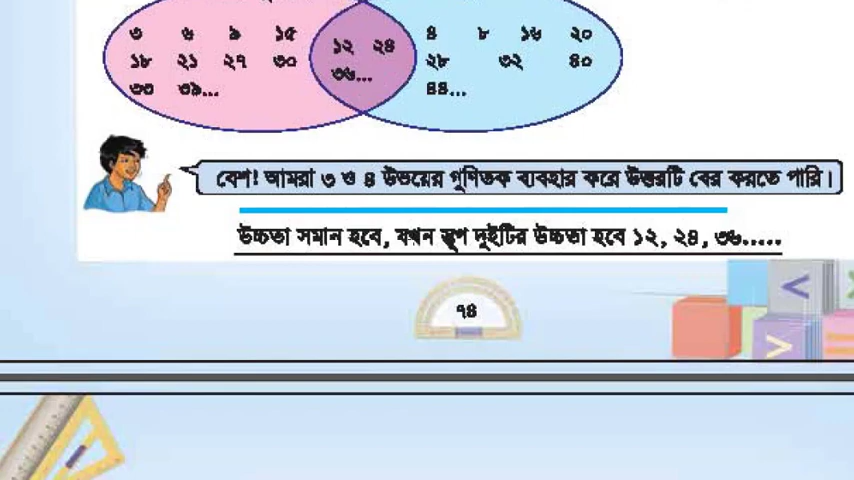 ৩ ৬ ৯ ১৫ ১২ ২৪ ৪ ৮ ১৬ ২০
১৮ ২১ ২৭ ৩০ ৩৬... ২৮ ৩২ ৪০
৩৩ ৩৯... ৪৪...
বেশ! আমরা ৩ ও ৪ উভয়ের গুণিতক ব্যবহার করে উত্তরটি বের করতে পারি।
উচ্চতা সমান হবে, যখন স্তূপ দুইটির উচ্চতা হবে ১২, ২৪, ৩৬.....
৭৪